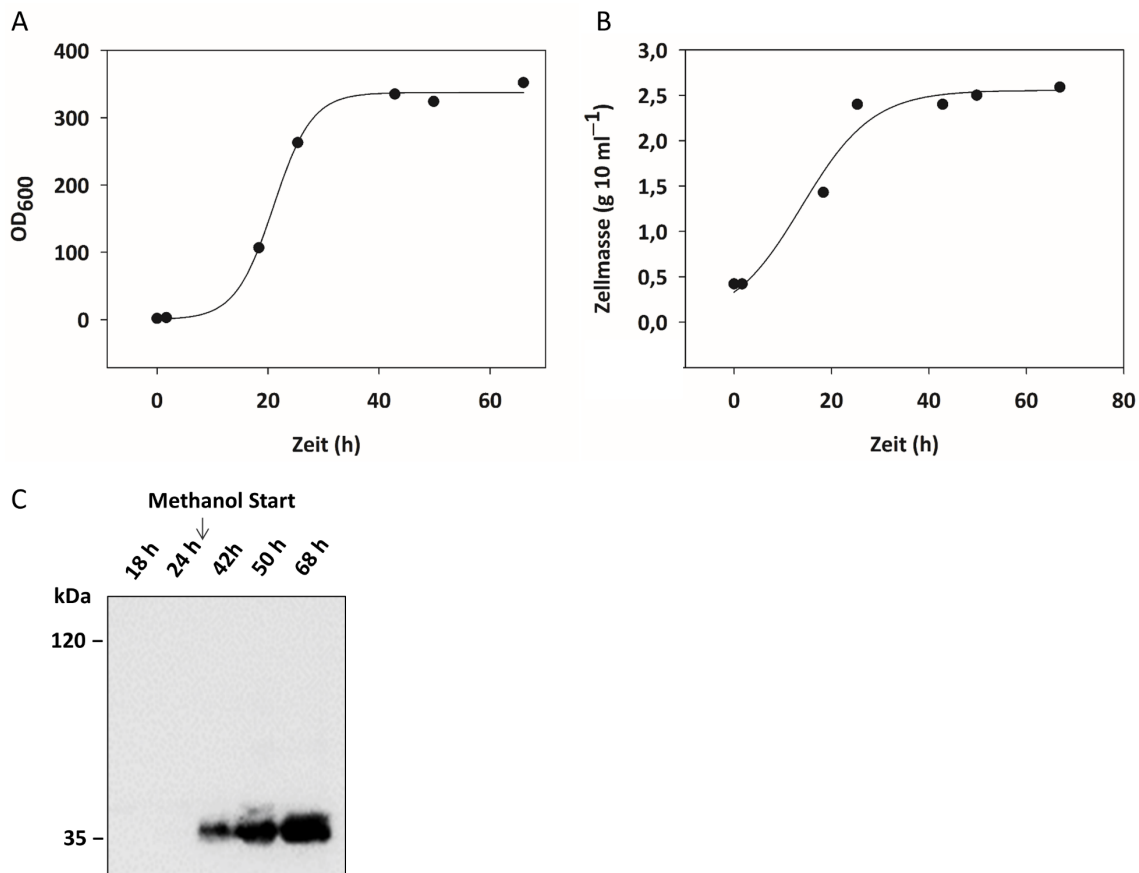 A
400
300
200
100
0
OD600
0
20
40
60
Zeit (h)
B
3,0
2,5
2,0
1,5
1,0
0,5
0,0
Zellmasse (g 10 ml−1)
0
20
40
60
80
Zeit (h)
C
Methanol Start
18 h
24 h
42h
50 h
68 h
kDa
120 –
35 –